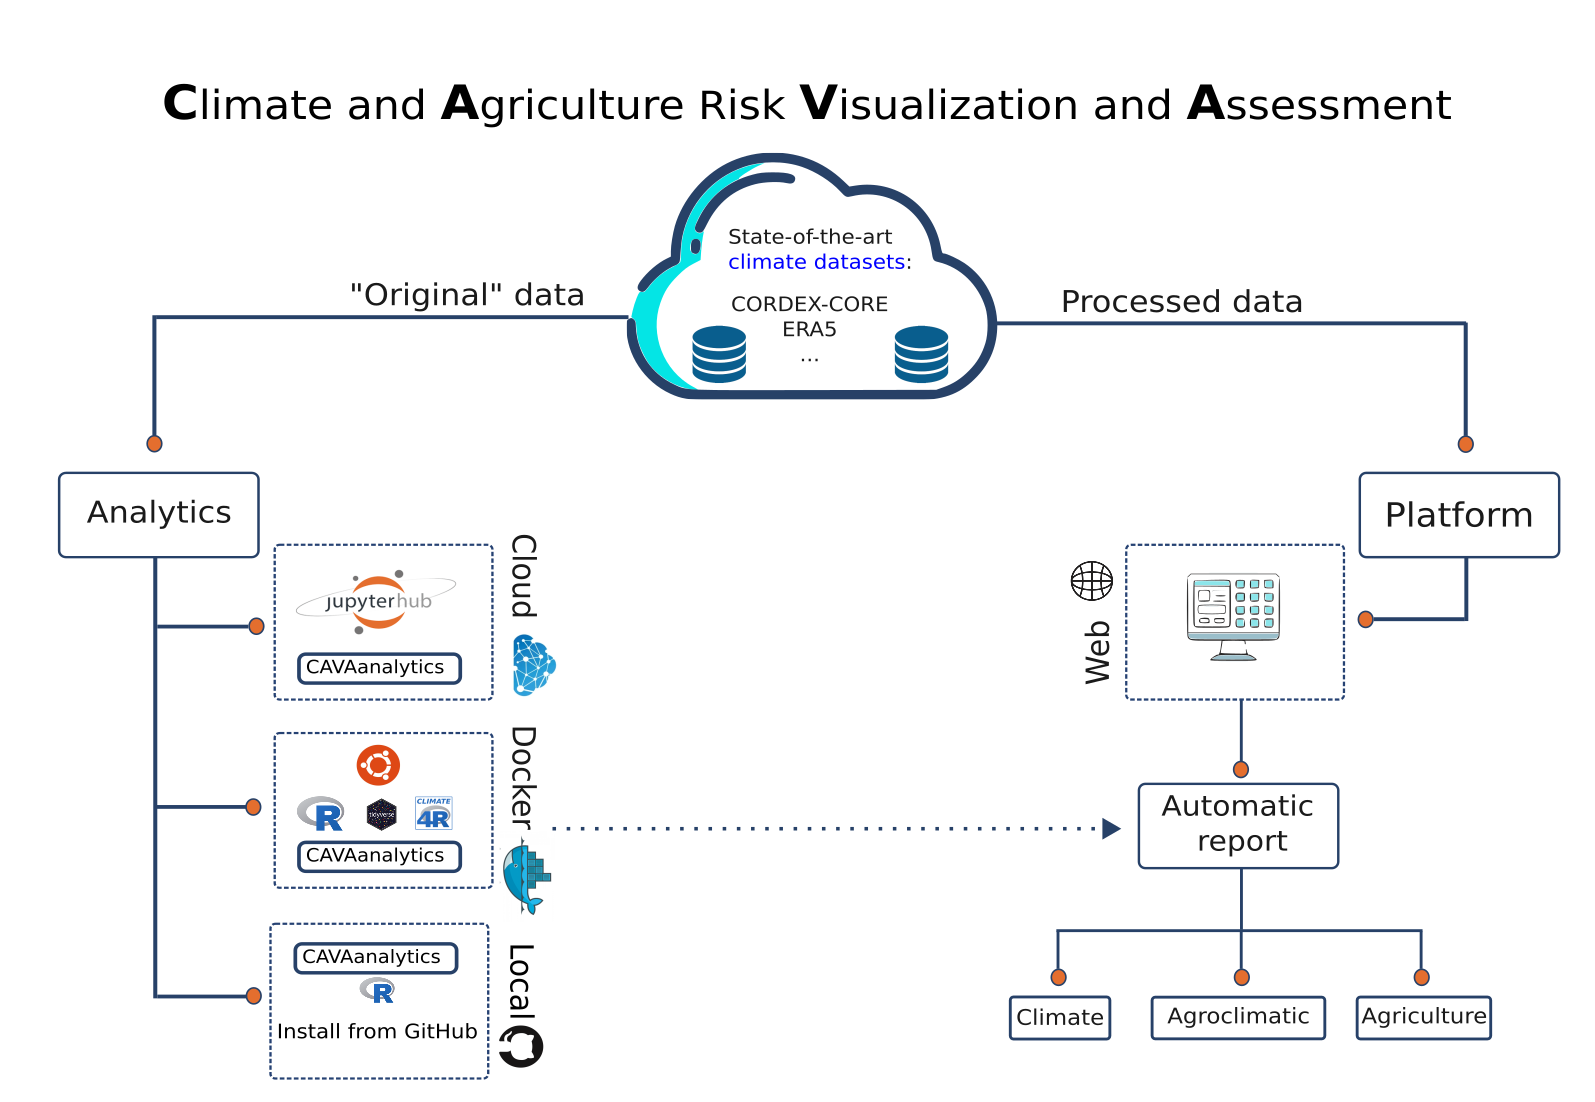 Climate and Agriculture Risk Visualization and Assessment
State-of-the-art
climate datasets:
CORDEX-CORE
ERA5
...
"Original" data
Processed data
Analytics
Platform
jupyterhub
CAVAanalytics
Cloud
Web
R
tidyverse
CLIMATE
4R
CAVAanalytics
Docker
Automatic
report
CAVAanalytics
R
Install from GitHub
Local
Climate
Agroclimatic
Agriculture